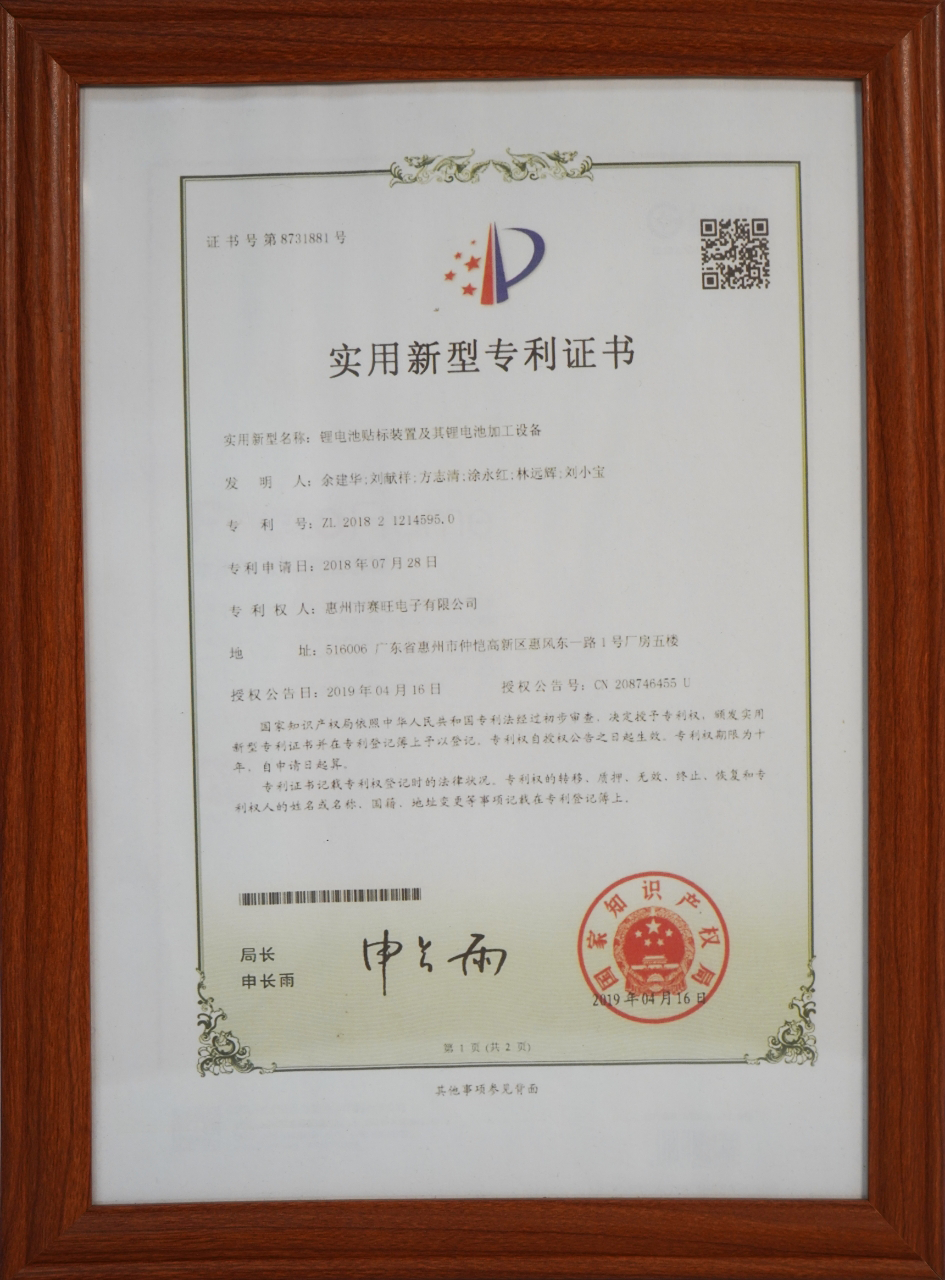 证书号第8731881号
实用新型专利证书
实用新型名称：锂电池贴标装置及其锂电池加工设备
发明人：余建华;刘献祥;方志清;涂永红;林远辉;刘小宝
专利号：ZL 2018 2 1214595.0
专利申请日：2018年07月28日
专利权人：惠州市赛旺电子有限公司
地址：516006 广东省惠州市仲恺高新区惠风东一路1号厂房五楼
授权公告日：2019年04月16日 授权公告号：CN 208746455 U
国家知识产权局依照中华人民共和国专利法经过初步审查，决定授予专利权，颁发实用
新型专利证书并在专利登记簿上予以登记。专利权自授权公告之日起生效。专利权期限为十
年，自申请日起算。
专利证书记载专利权登记时的法律状况。专利权的转移、质押、无效、终止、恢复和专
利权人的姓名或名称、国籍、地址变更等事项记载在专利登记簿上。
局长
申长雨
申长雨
国家知识产权局
2019年04月16日
第 1 页 (共 2 页)
其他事项参见背面